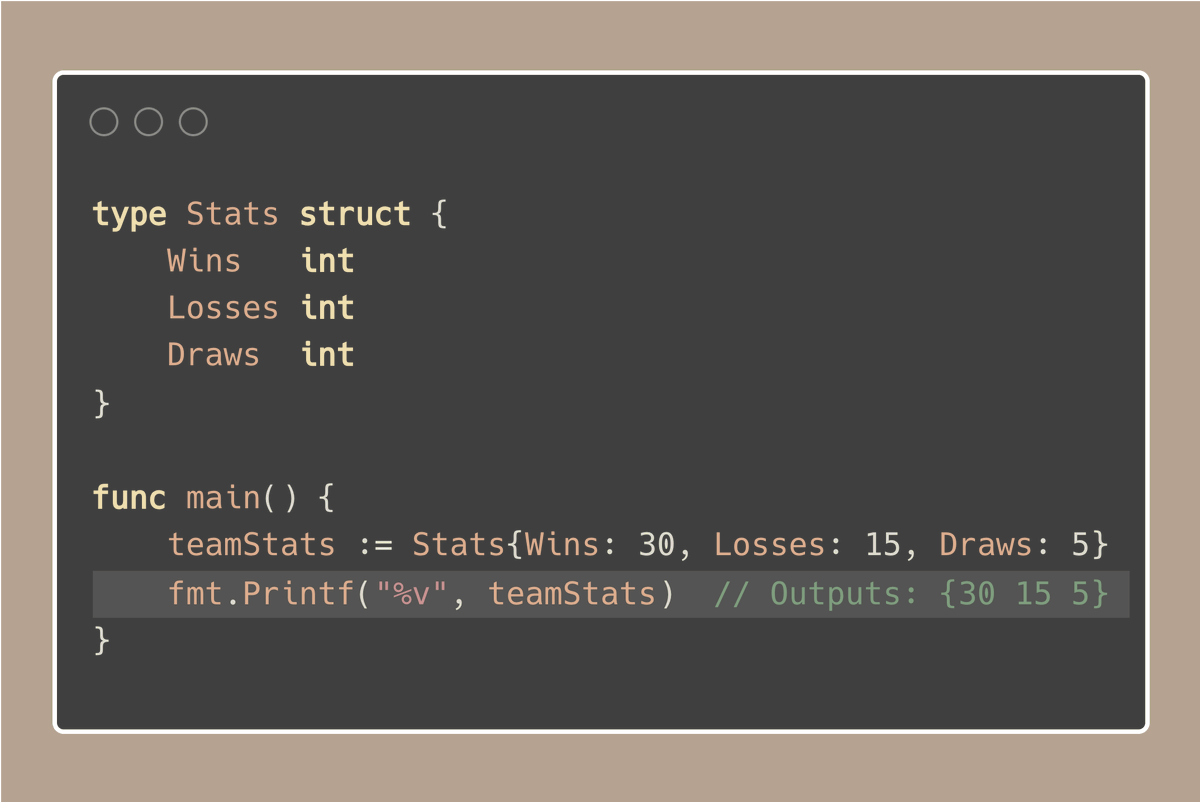 type Stats struct {
    Wins   int
    Losses int
    Draws  int
}

func main() {
    teamStats := Stats{Wins: 30, Losses: 15, Draws: 5}
    fmt.Printf("%v", teamStats)  // Outputs: {30 15 5}
}